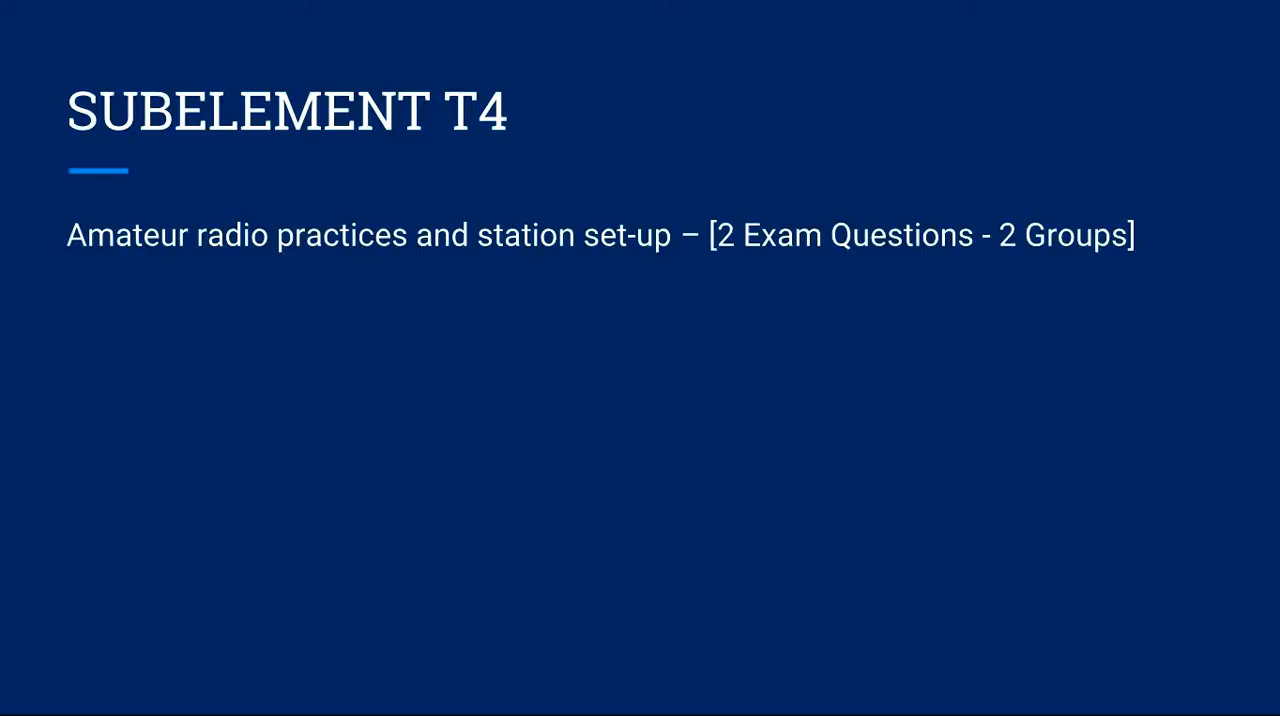 SUBELEMENT T4
Amateur radio practices and station set-up – [2 Exam Questions - 2 Groups]